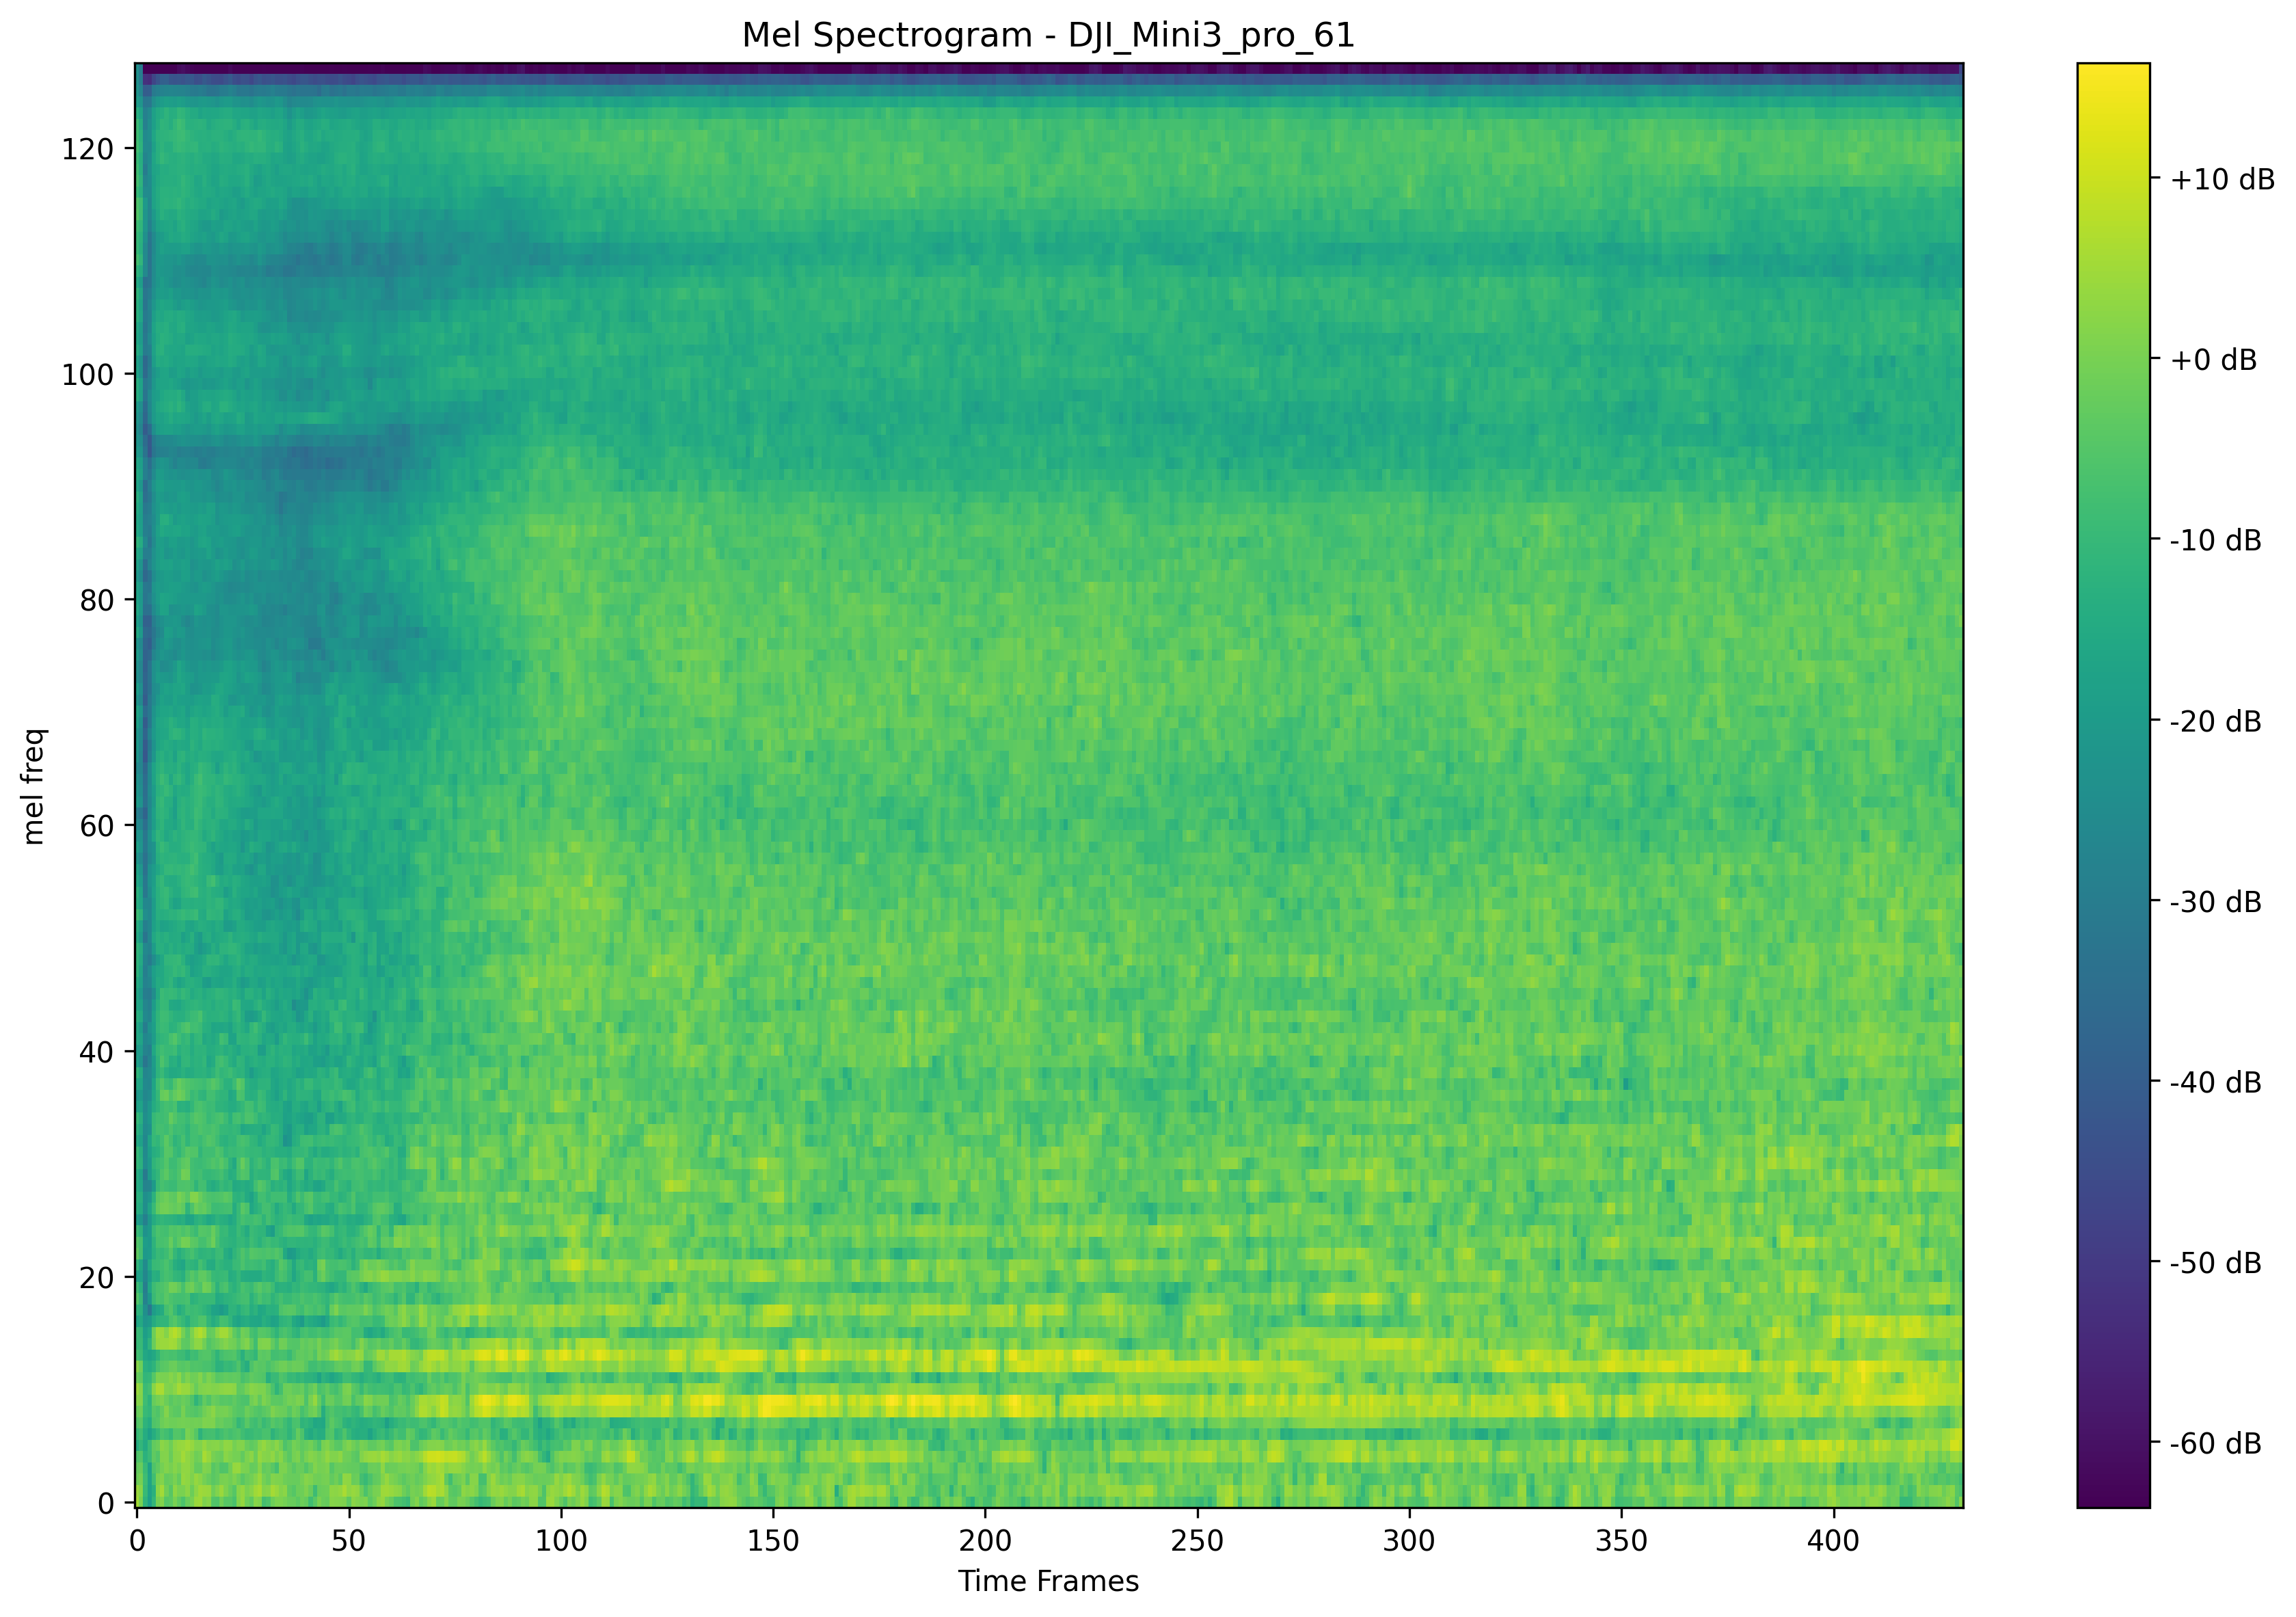 Mel Spectrogram - DJI_Mini3_pro_61
mel freq
120
100
80
60
40
20
0
0 50 100 150 200 250 300 350 400
Time Frames
+10 dB
+0 dB
-10 dB
-20 dB
-30 dB
-40 dB
-50 dB
-60 dB